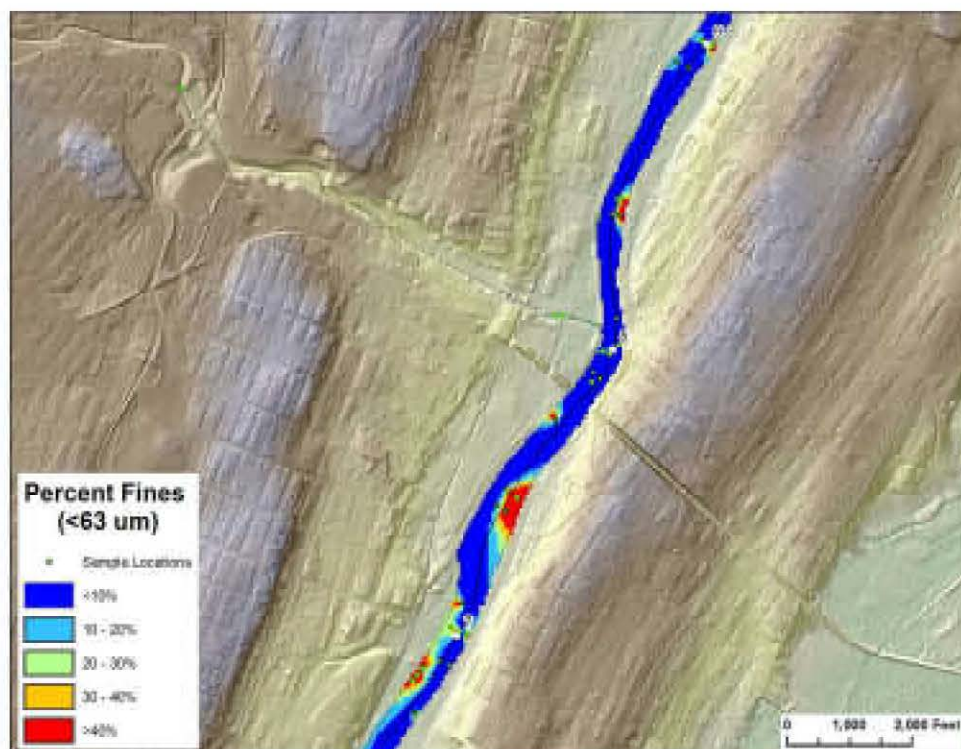 Percent Fines
(<63 um)
Sample Locations
<10%
10 - 20%
20 - 30%
30 - 40%
>40%
0 1,000 2,000 Feet